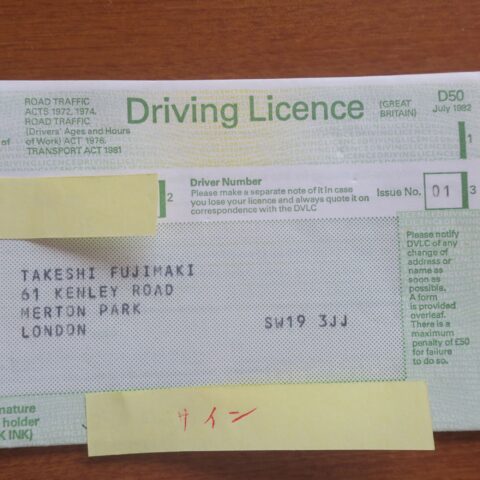 ROAD TRAFFIC
ACTS 1972, 1974,
ROAD TRAFFIC
(Drivers' Ages and Hours
of of Work) ACT 1976.
TRANSPORT ACT 1981
Driving Licence
(GREAT
BRITAIN)
D50
July 1982
1
2
Driver Number
Please make a separate note of it in case
you lose your licence and always quote it on
correspondence with the DVLC
Issue No. 01 3
TAKESHI FUJIMAKI
61 KENLEY ROAD
MERTON PARK
LONDON SW19 3JJ
Please notify
DVLC of any
change of
address or
name as
soon as
possible.
A form
is provided
overleaf.
There is a
maximum
penalty of £50
for failure
to do so.
nature
holder
K INK)
サイン